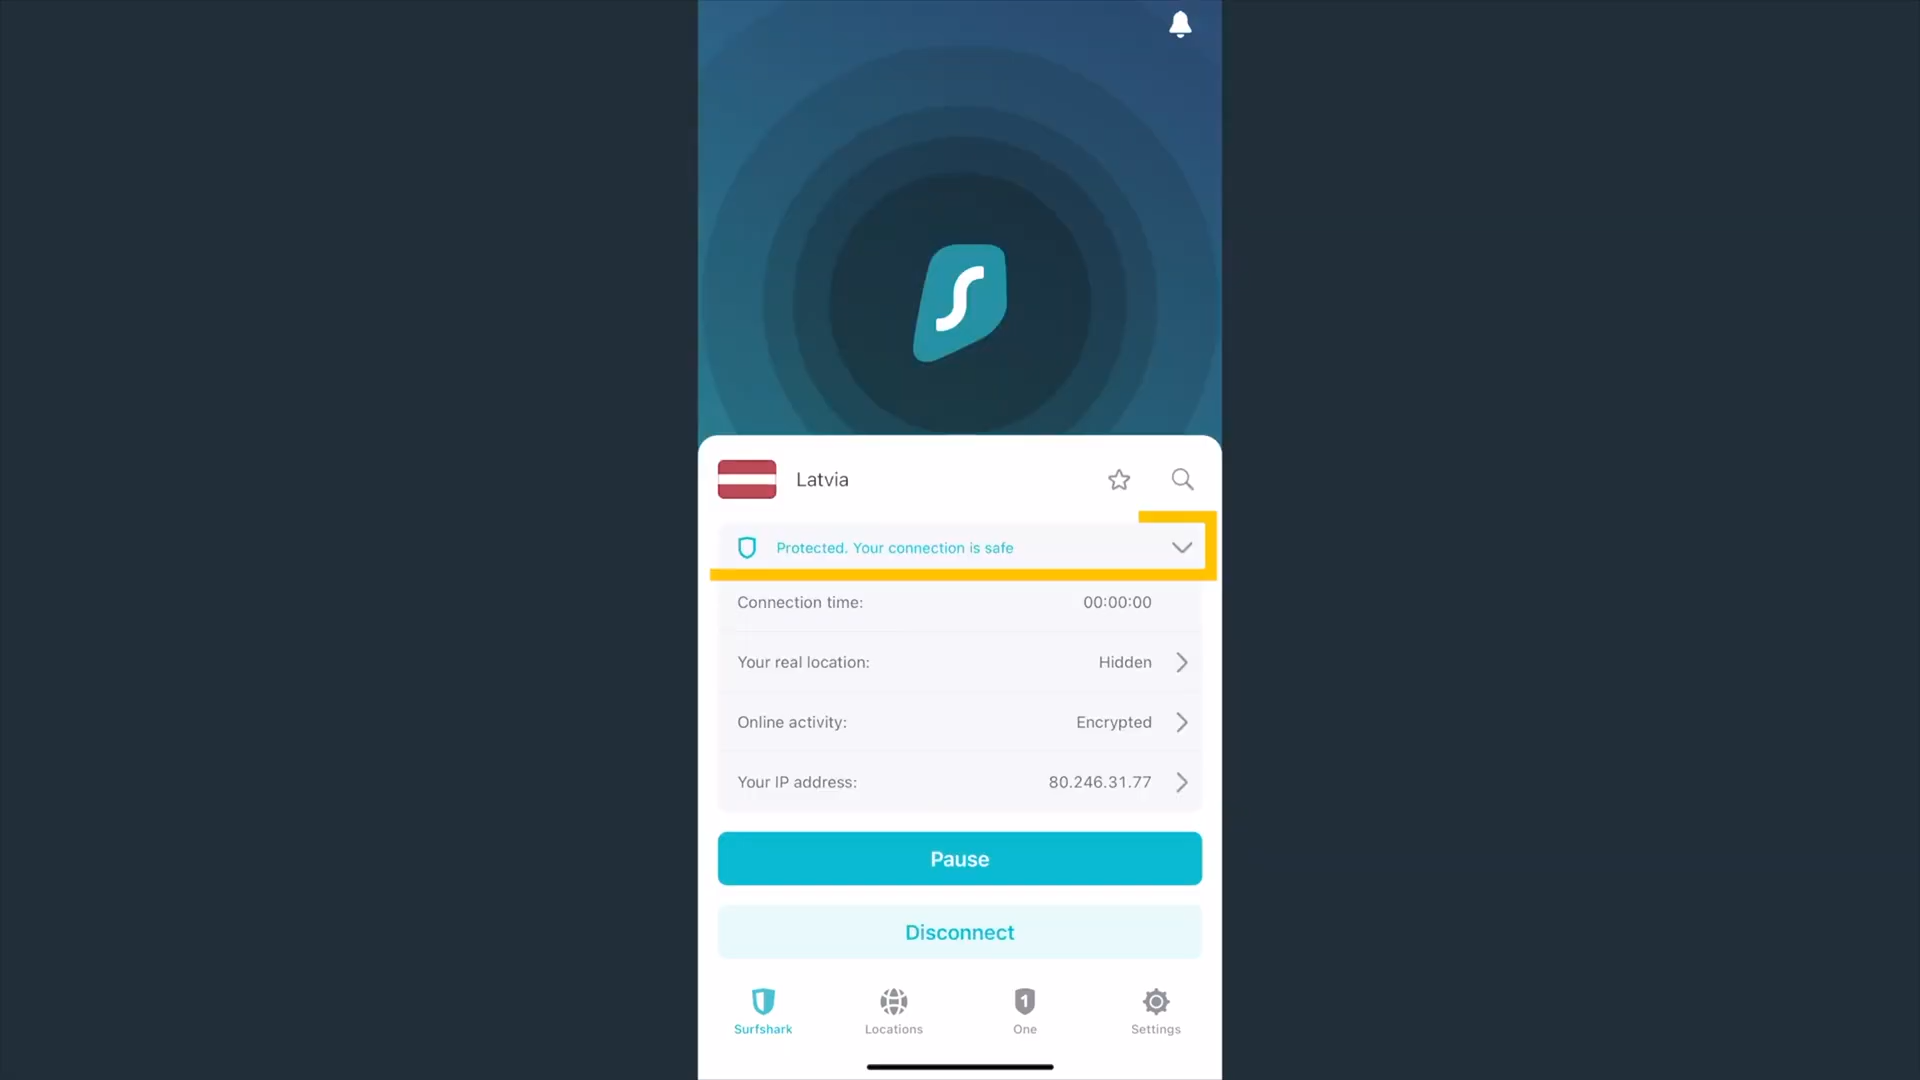 Latvia
Protected. Your connection is safe
Connection time: 00:00:00
Your real location: Hidden
Online activity: Encrypted
Your IP address: 80.246.31.77
Pause
Disconnect
1
Surfshark Locations One Settings